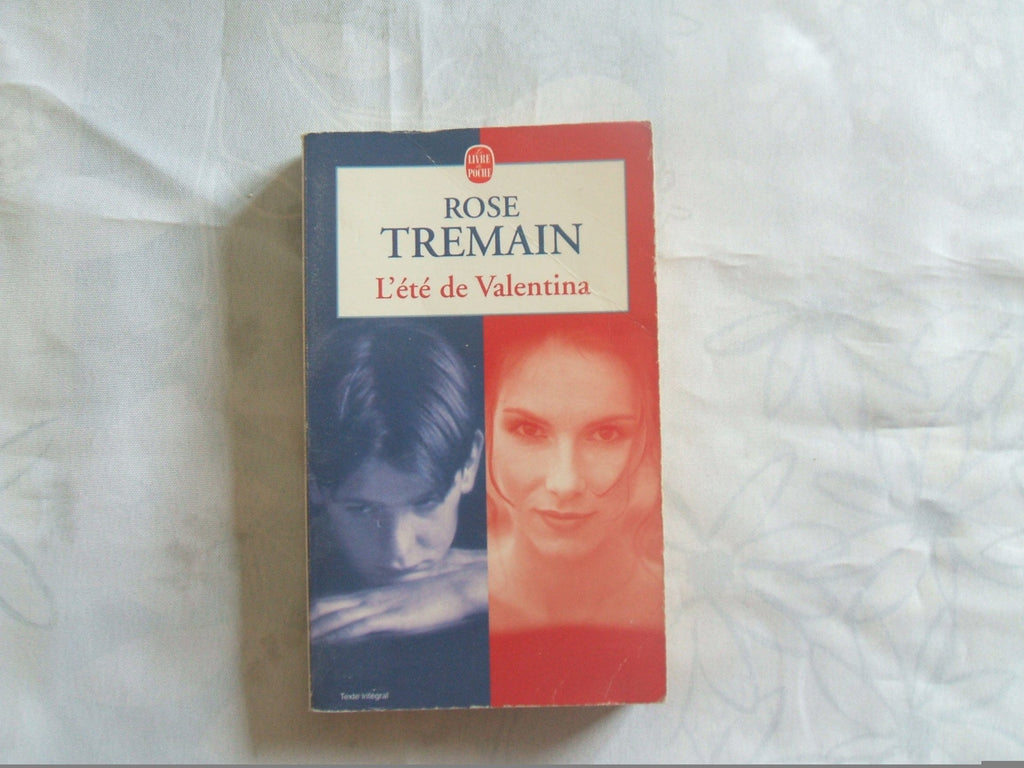 LE
LIVRE
de
POCHE
ROSE
TREMAIN
L'été de Valentina
Texte intégral